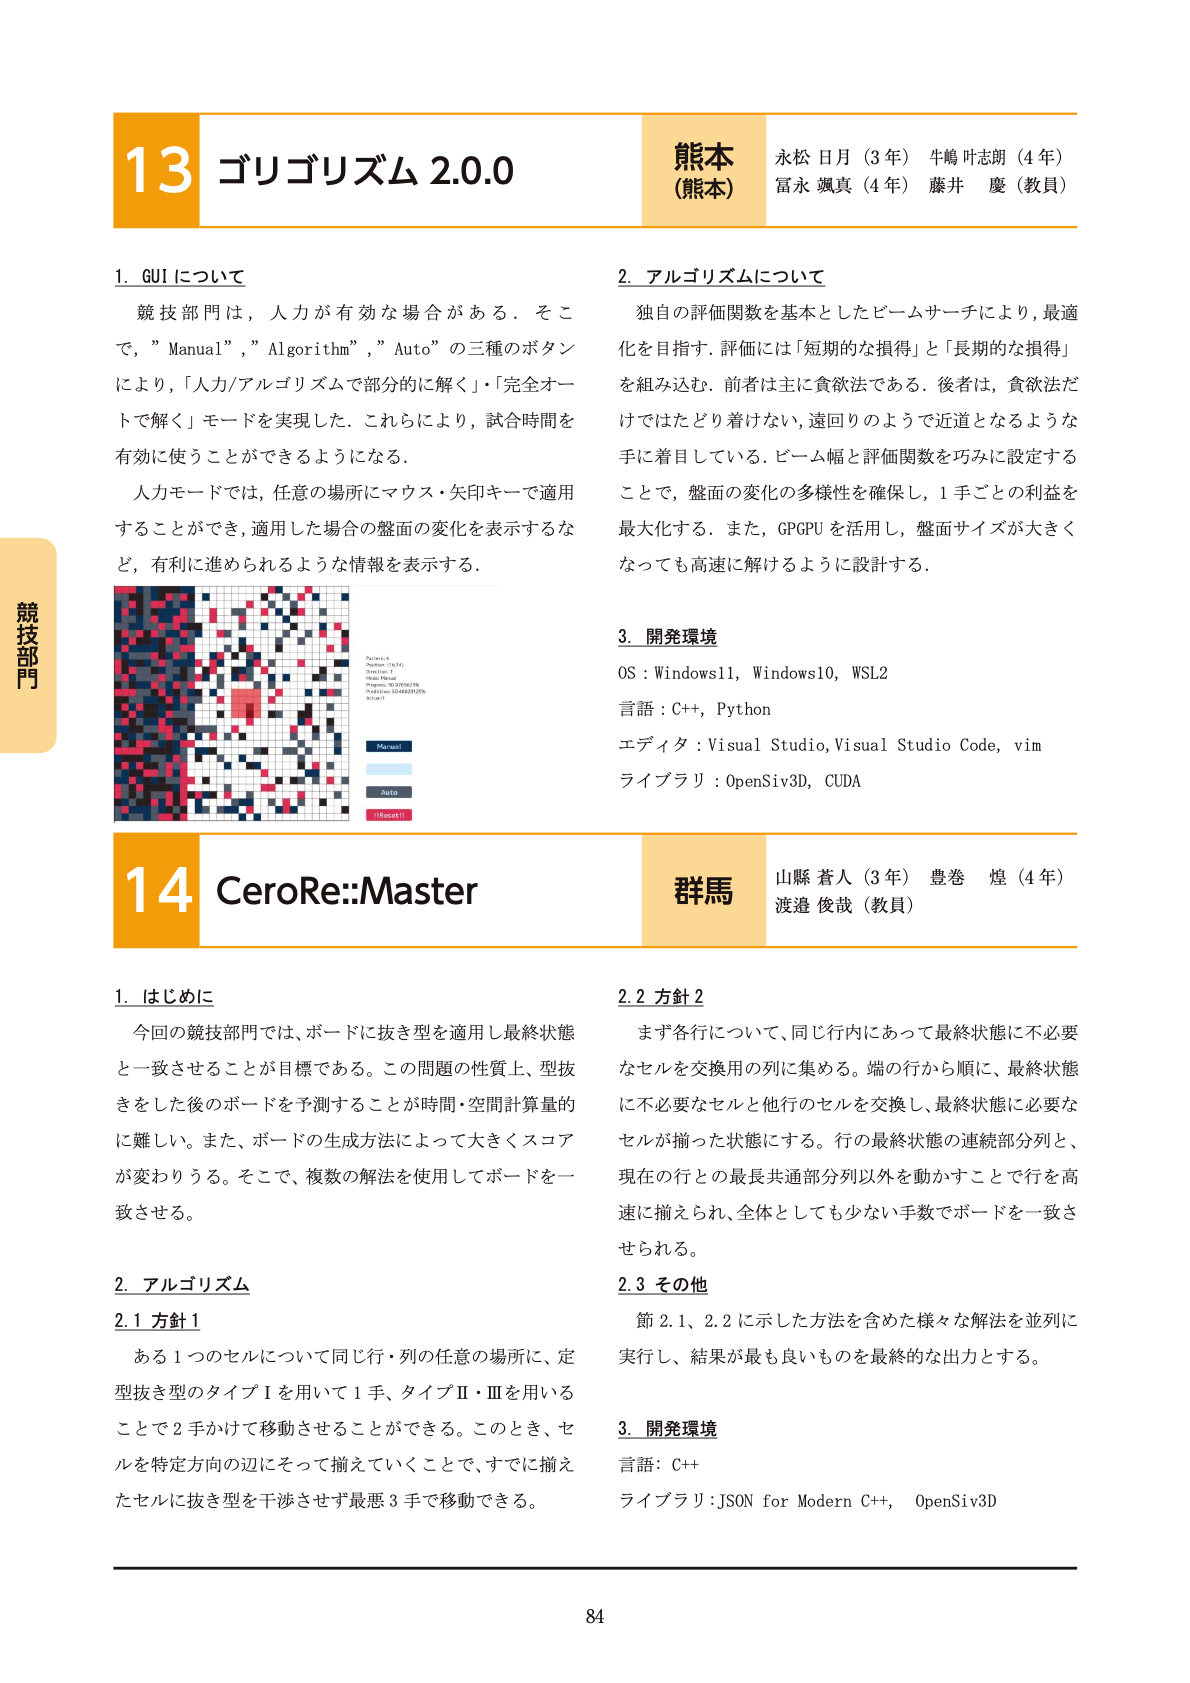 13
ゴリゴリズム 2.0.0
熊本
(熊本)
永松 日月（3 年） 牛嶋 叶志朗（4 年）
冨永 颯真（4 年） 藤井 慶（教員）
1. GUI について
競技部門は，人力が有効な場合がある．そこ
で，”Manual”,”Algorithm”,”Auto”の三種のボタン
により，「人力/アルゴリズムで部分的に解く」・「完全オー
トで解く」モードを実現した．これらにより，試合時間を
有効に使うことができるようになる．
人力モードでは，任意の場所にマウス・矢印キーで適用
することができ，適用した場合の盤面の変化を表示するな
ど，有利に進められるような情報を表示する．
Pattern: 4
Direction: 1
Mode: Manual
Manual
Auto
!!Reset!!
2. アルゴリズムについて
独自の評価関数を基本としたビームサーチにより，最適
化を目指す．評価には「短期的な損得」と「長期的な損得」
を組み込む．前者は主に貪欲法である．後者は，貪欲法だ
けではたどり着けない，遠回りのようで近道となるような
手に着目している．ビーム幅と評価関数を巧みに設定する
ことで，盤面の変化の多様性を確保し，1 手ごとの利益を
最大化する．また，GPGPU を活用し，盤面サイズが大きく
なっても高速に解けるように設計する．
3. 開発環境
OS：Windows11, Windows10, WSL2
言語：C++, Python
エディタ：Visual Studio, Visual Studio Code, vim
ライブラリ：OpenSiv3D, CUDA
競技部門
14
CeroRe::Master
群馬
山縣 蒼人（3 年） 豊巻 煌（4 年）
渡邉 俊哉（教員）
1. はじめに
今回の競技部門では、ボードに抜き型を適用し最終状態
と一致させることが目標である。この問題の性質上、型抜
きをした後のボードを予測することが時間・空間計算量的
に難しい。また、ボードの生成方法によって大きくスコア
が変わりうる。そこで、複数の解法を使用してボードを一
致させる。
2. アルゴリズム
2.1 方針 1
ある 1 つのセルについて同じ行・列の任意の場所に、定
型抜き型のタイプⅠを用いて 1 手、タイプⅡ・Ⅲを用いる
ことで 2 手かけて移動させることができる。このとき、セ
ルを特定方向の辺にそって揃えていくことで、すでに揃え
たセルに抜き型を干渉させず最悪 3 手で移動できる。
2.2 方針 2
まず各行について、同じ行内にあって最終状態に不必要
なセルを交換用の列に集める。端の行から順に、最終状態
に不必要なセルと他行のセルを交換し、最終状態に必要な
セルが揃った状態にする。行の最終状態の連続部分列と、
現在の行との最長共通部分列以外を動かすことで行を高
速に揃えられ、全体としても少ない手数でボードを一致さ
せられる。
2.3 その他
節 2.1、2.2 に示した方法を含めた様々な解法を並列に
実行し、結果が最も良いものを最終的な出力とする。
3. 開発環境
言語: C++
ライブラリ:JSON for Modern C++, OpenSiv3D
84